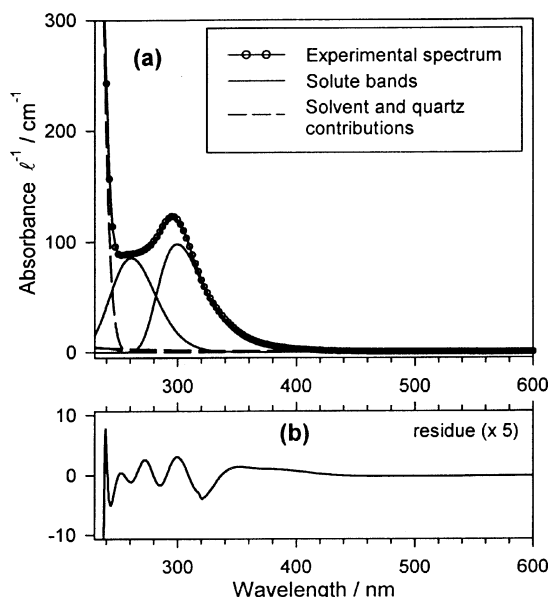 300
(a)
Experimental spectrum
Solute bands
Solvent and quartz
contributions
200
Absorbance ℓ⁻¹ / cm⁻¹
100
0
300 400 500 600
10
(b)
residue (x 5)
0
-10
300 400 500 600
Wavelength / nm